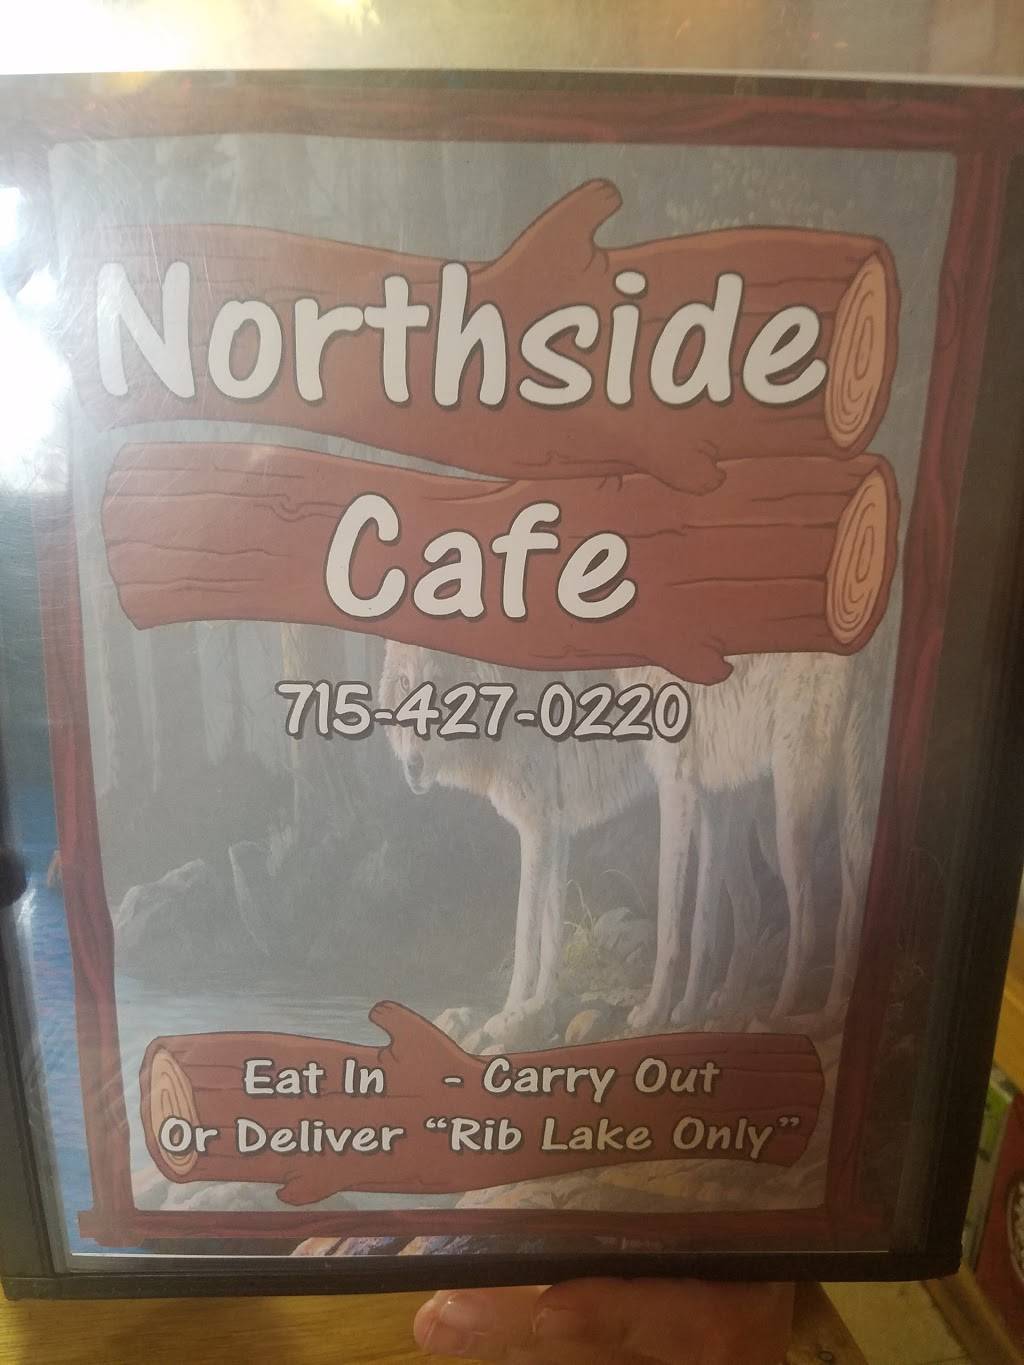 Northside
Cafe
715-427-0220
Eat In - Carry Out
Or Deliver “Rib Lake Only”